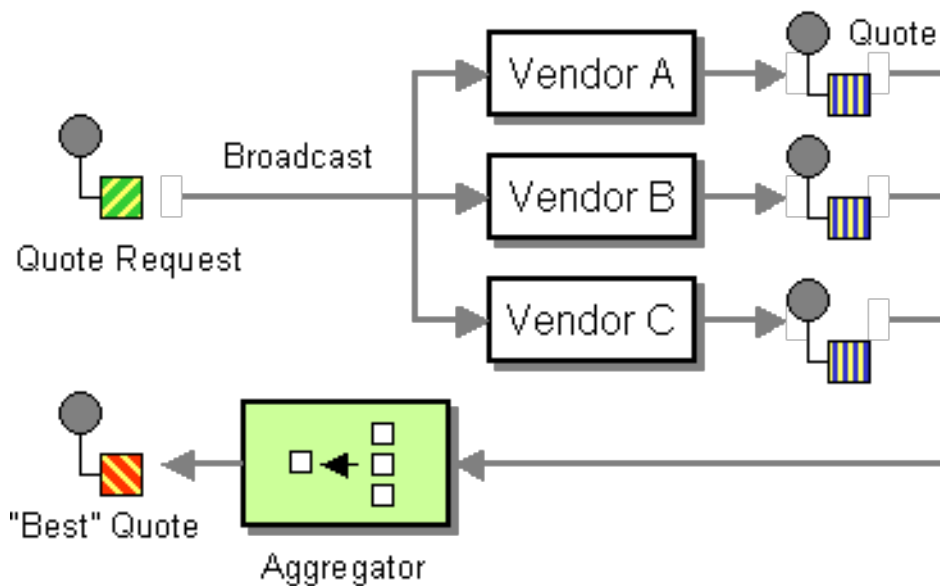 Quote
Vendor A
Broadcast
Vendor B
Quote Request
Vendor C
"Best" Quote
Aggregator